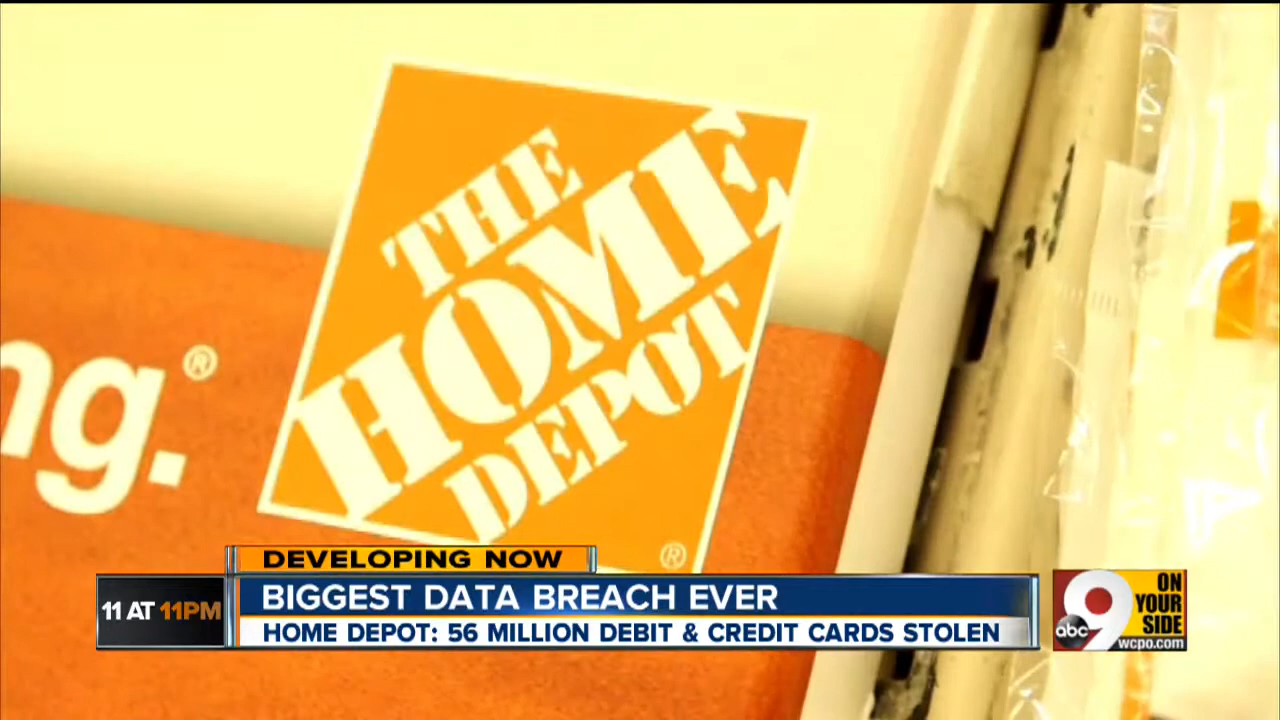 THE
HOME
DEPOT
®
ng.®
DEVELOPING NOW
11 AT 11PM
BIGGEST DATA BREACH EVER
HOME DEPOT: 56 MILLION DEBIT & CREDIT CARDS STOLEN
abc 9
ON
YOUR
SIDE
wcpo.com